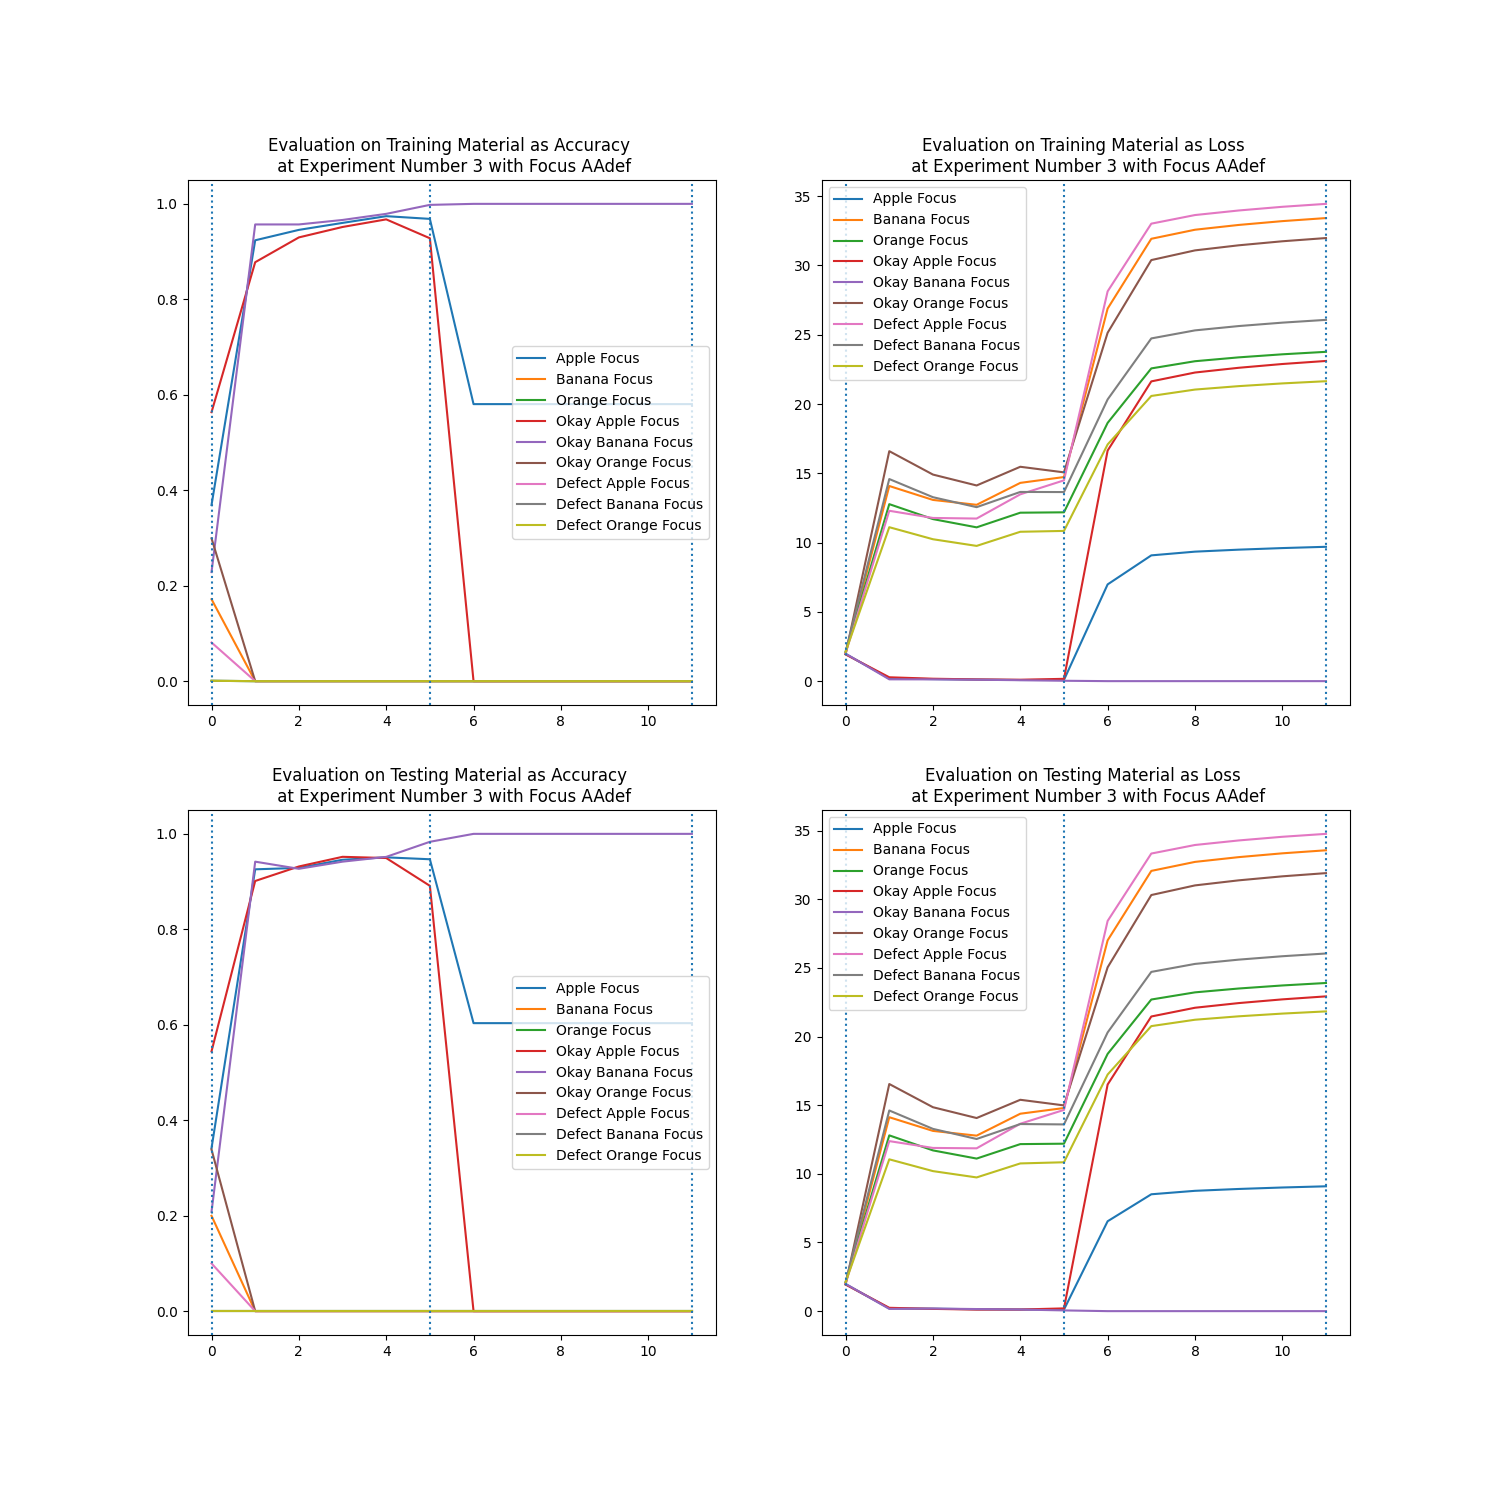 Evaluation on Training Material as Accuracy
at Experiment Number 3 with Focus AAdef
1.0
0.8
0.6
0.4
0.2
0.0
0 2 4 6 8 10
Apple Focus
Banana Focus
Orange Focus
Okay Apple Focus
Okay Banana Focus
Okay Orange Focus
Defect Apple Focus
Defect Banana Focus
Defect Orange Focus
Evaluation on Training Material as Loss
at Experiment Number 3 with Focus AAdef
35
30
25
20
15
10
5
0
0 2 4 6 8 10
Apple Focus
Banana Focus
Orange Focus
Okay Apple Focus
Okay Banana Focus
Okay Orange Focus
Defect Apple Focus
Defect Banana Focus
Defect Orange Focus
Evaluation on Testing Material as Accuracy
at Experiment Number 3 with Focus AAdef
1.0
0.8
0.6
0.4
0.2
0.0
0 2 4 6 8 10
Apple Focus
Banana Focus
Orange Focus
Okay Apple Focus
Okay Banana Focus
Okay Orange Focus
Defect Apple Focus
Defect Banana Focus
Defect Orange Focus
Evaluation on Testing Material as Loss
at Experiment Number 3 with Focus AAdef
35
30
25
20
15
10
5
0
0 2 4 6 8 10
Apple Focus
Banana Focus
Orange Focus
Okay Apple Focus
Okay Banana Focus
Okay Orange Focus
Defect Apple Focus
Defect Banana Focus
Defect Orange Focus